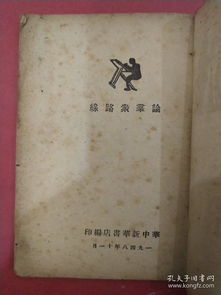 線路衆羣論
印編店書華新中華
月一十年八四九一
孔夫子旧书网